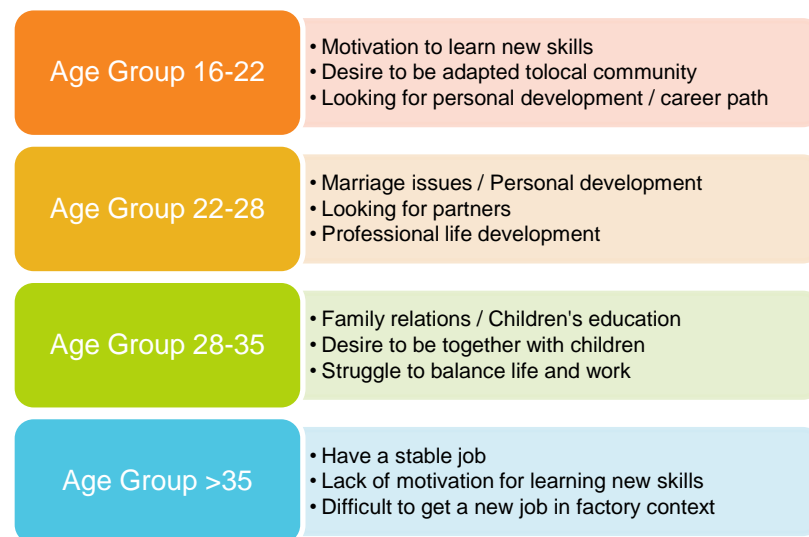 Age Group 16-22
• Motivation to learn new skills
• Desire to be adapted tolocal community
• Looking for personal development / career path
Age Group 22-28
• Marriage issues / Personal development
• Looking for partners
• Professional life development
Age Group 28-35
• Family relations / Children's education
• Desire to be together with children
• Struggle to balance life and work
Age Group >35
• Have a stable job
• Lack of motivation for learning new skills
• Difficult to get a new job in factory context